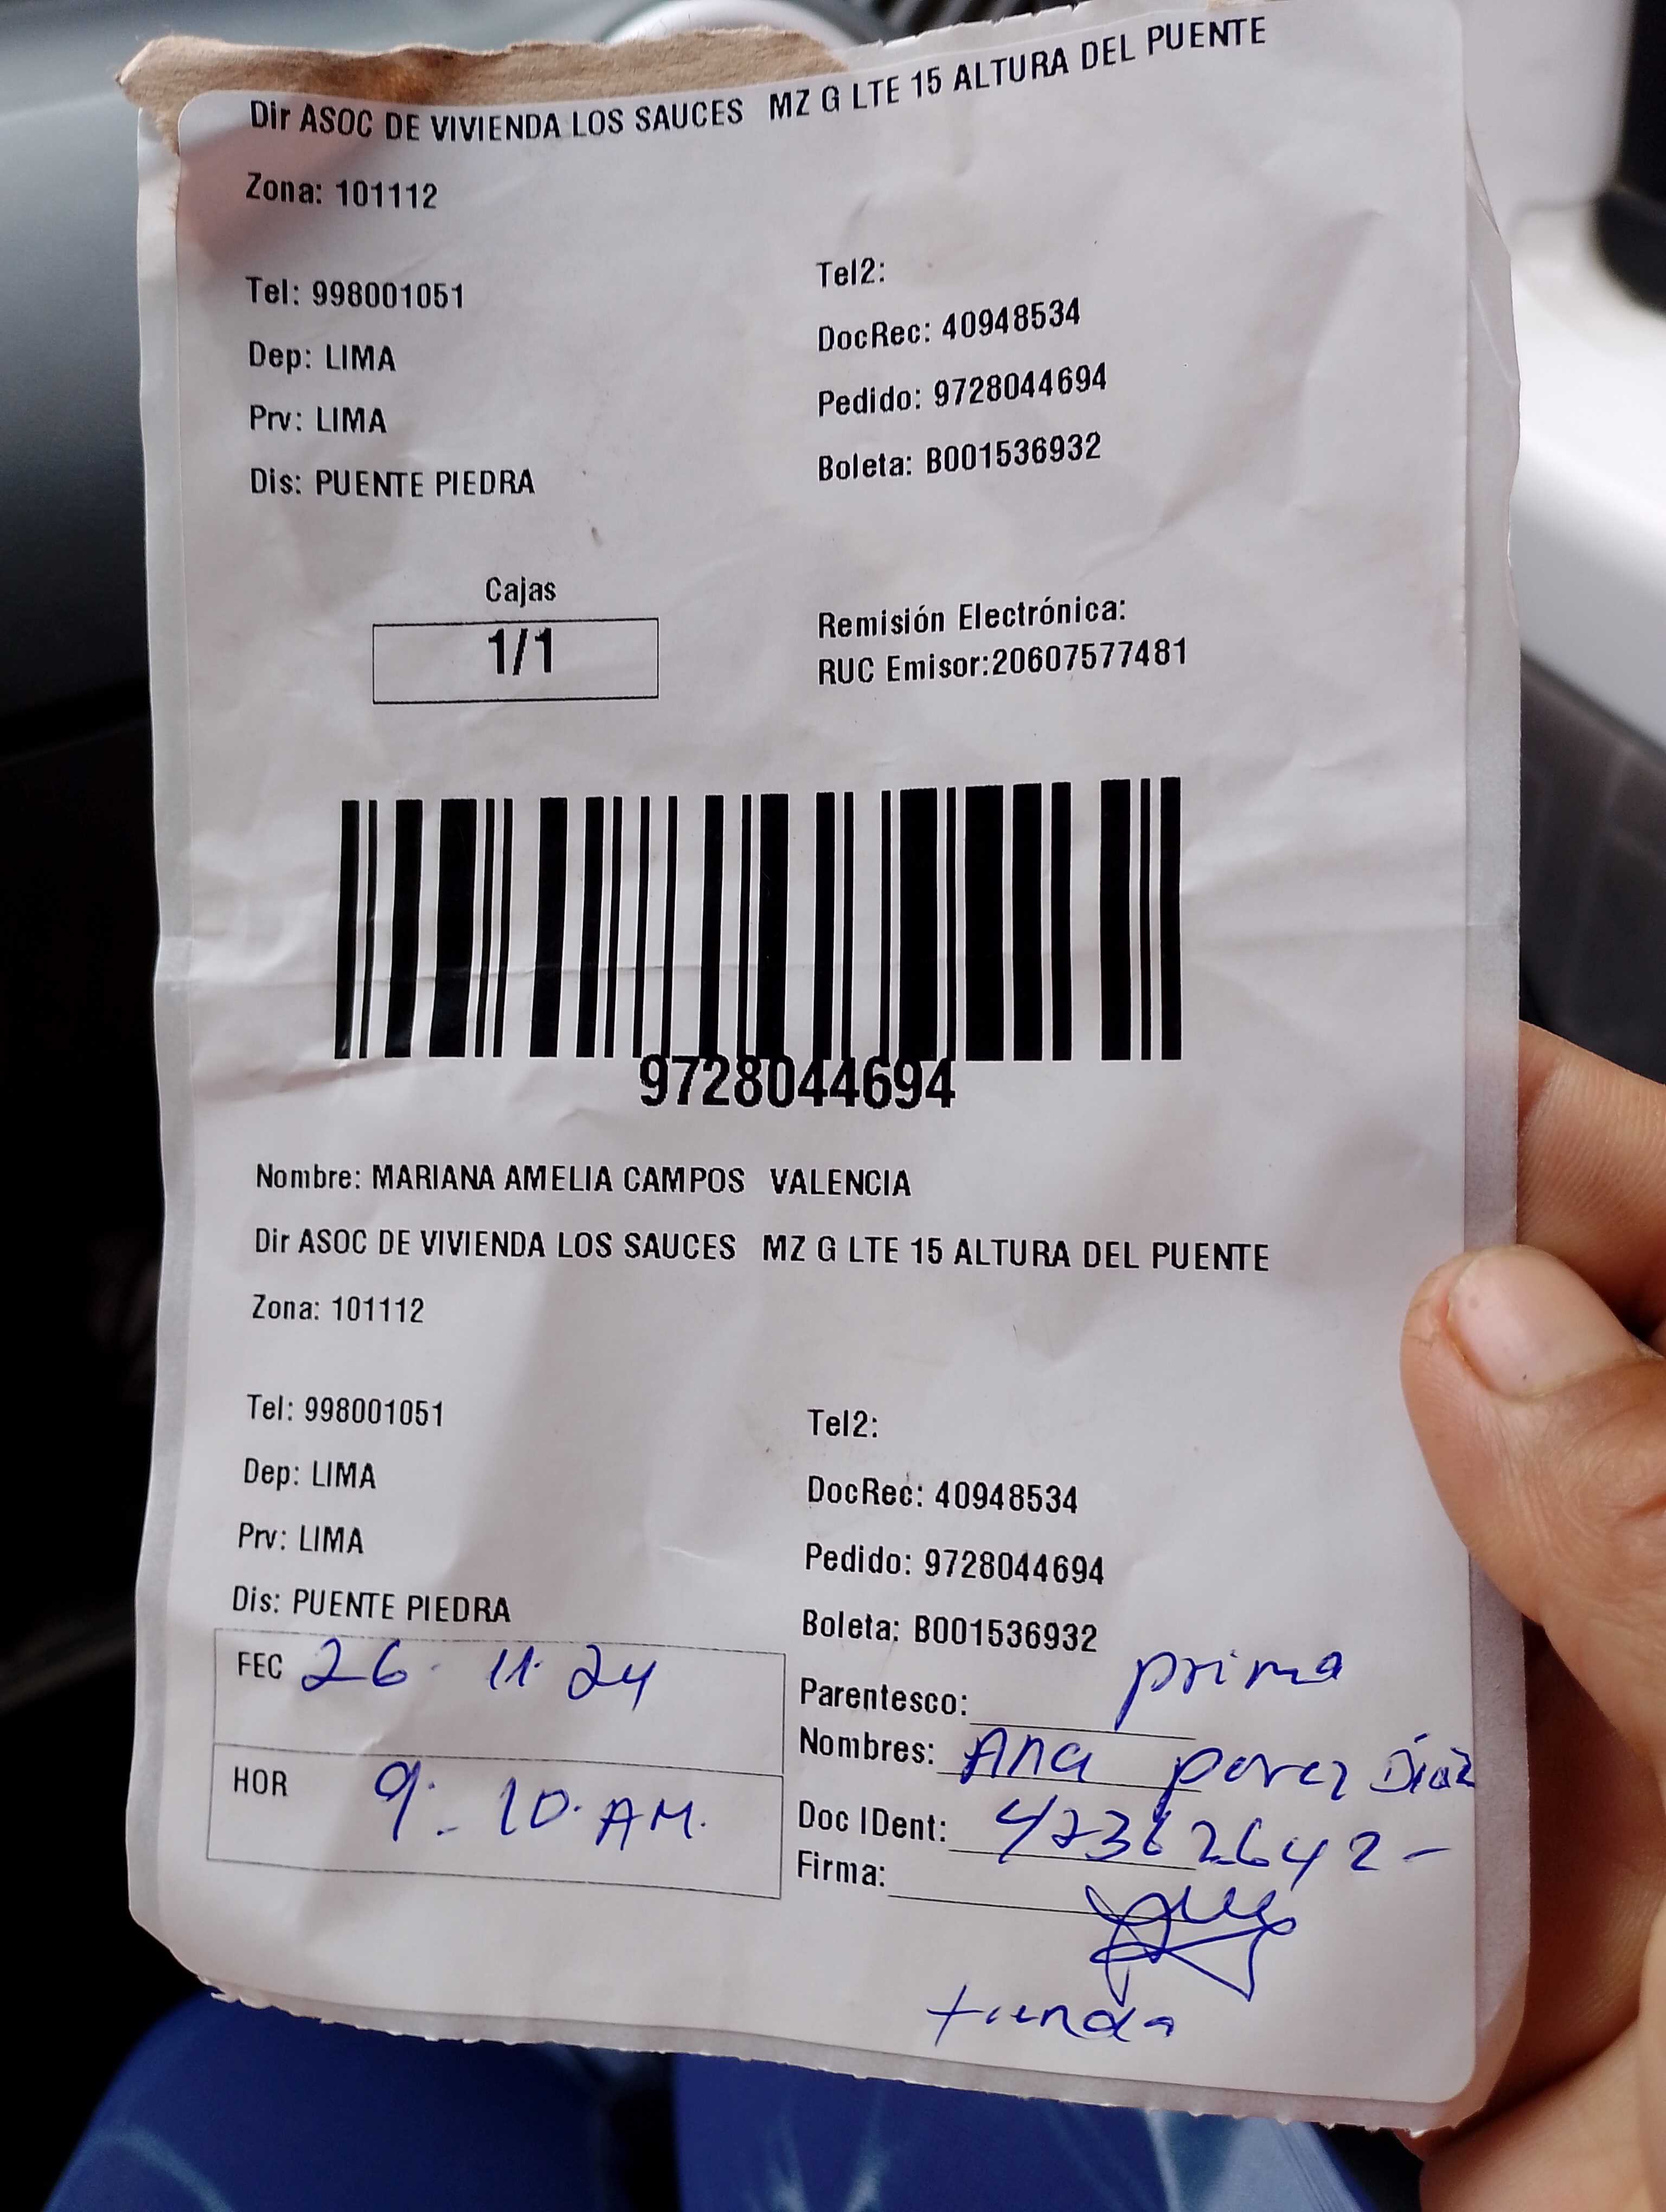 Dir ASOC DE VIVIENDA LOS SAUCES MZ G LTE 15 ALTURA DEL PUENTE
Zona: 101112
Tel: 998001051
Tel2:
Dep: LIMA
DocRec: 40948534
Prv: LIMA
Pedido: 9728044694
Dis: PUENTE PIEDRA
Boleta: B001536932
Cajas
1/1
Remisión Electrónica:
RUC Emisor:20607577481
9728044694
Nombre: MARIANA AMELIA CAMPOS VALENCIA
Dir ASOC DE VIVIENDA LOS SAUCES MZ G LTE 15 ALTURA DEL PUENTE
Zona: 101112
Tel: 998001051
Tel2:
Dep: LIMA
DocRec: 40948534
Prv: LIMA
Pedido: 9728044694
Dis: PUENTE PIEDRA
Boleta: B001536932
FEC 26. 11. 24
Parentesco: prima
Nombres: Ana perez Diaz
HOR 9:10. AM.
Doc IDent: 42362642-
Firma:
tienda